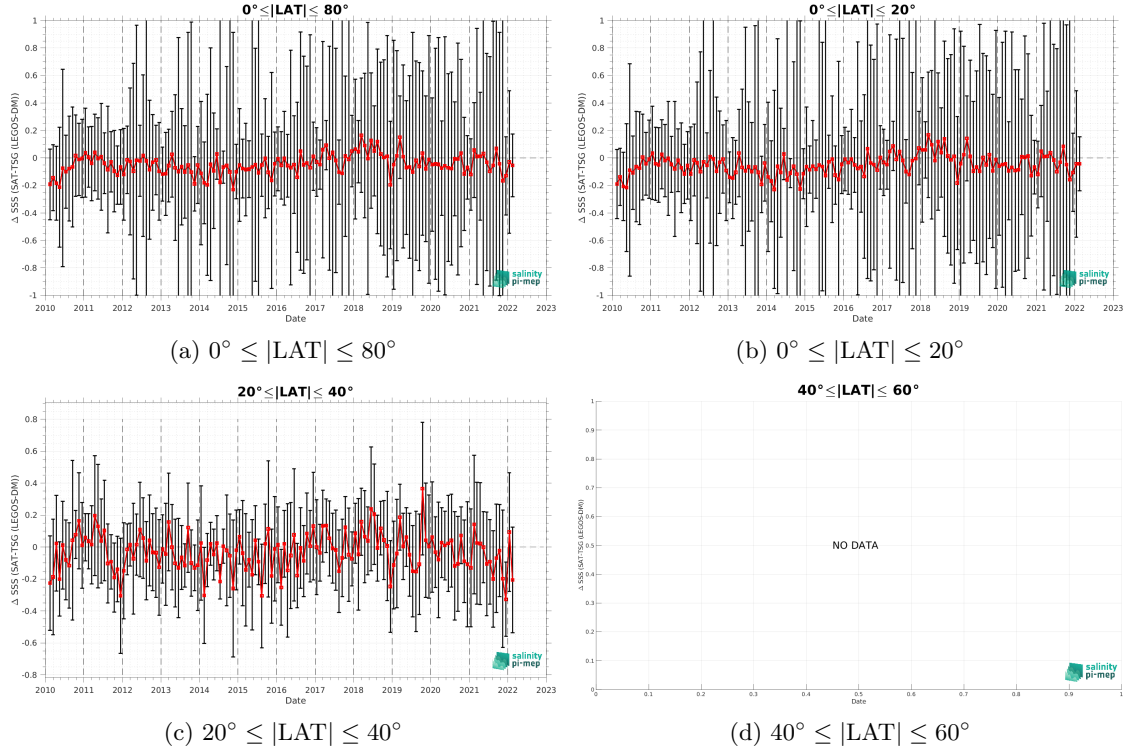 0°≤|LAT|≤ 80°
Δ SSS (SAT-TSG (LEGOS-DM))
1
0.8
0.6
0.4
0.2
0
-0.2
-0.4
-0.6
-0.8
-1
2010 2011 2012 2013 2014 2015 2016 2017 2018 2019 2020 2021 2022 2023
Date
salinity
pi-mep
(a) 0° ≤ |LAT| ≤ 80°
0°≤|LAT|≤ 20°
Δ SSS (SAT-TSG (LEGOS-DM))
1
0.8
0.6
0.4
0.2
0
-0.2
-0.4
-0.6
-0.8
-1
2010 2011 2012 2013 2014 2015 2016 2017 2018 2019 2020 2021 2022 2023
Date
salinity
pi-mep
(b) 0° ≤ |LAT| ≤ 20°
20°≤|LAT|≤ 40°
Δ SSS (SAT-TSG (LEGOS-DM))
0.8
0.6
0.4
0.2
0
-0.2
-0.4
-0.6
-0.8
2010 2011 2012 2013 2014 2015 2016 2017 2018 2019 2020 2021 2022 2023
Date
salinity
pi-mep
(c) 20° ≤ |LAT| ≤ 40°
40°≤|LAT|≤ 60°
Δ SSS (SAT-TSG (LEGOS-DM))
1
0.9
0.8
0.7
0.6
0.5
0.4
0.3
0.2
0.1
0
NO DATA
0 0.1 0.2 0.3 0.4 0.5 0.6 0.7 0.8 0.9 1
Date
salinity
pi-mep
(d) 40° ≤ |LAT| ≤ 60°